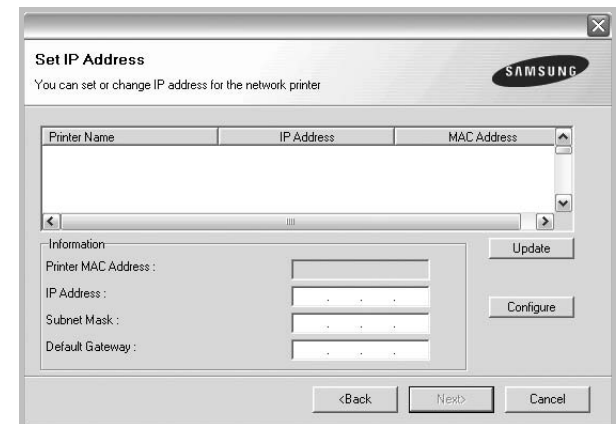 Set IP Address
You can set or change IP address for the network printer
SAMSUNG
Printer Name IP Address MAC Address
Information
Update
Printer MAC Address :
IP Address :
Configure
Subnet Mask :
Default Gateway :
<Back Next> Cancel